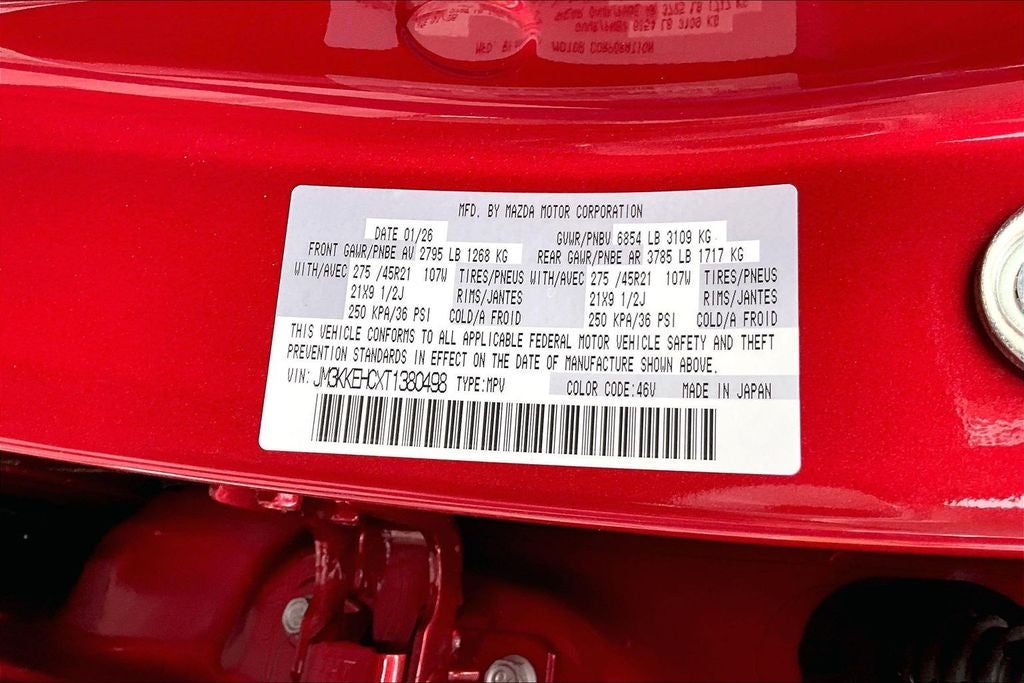 MFD. BY MAZDA MOTOR CORPORATION
DATE 01/26 GVWR/PNBV 6854 LB 3109 KG
FRONT GAWR/PNBE AV 2795 LB 1268 KG REAR GAWR/PNBE AR 3785 LB 1717 KG
WITH/AVEC 275 /45R21 107W TIRES/PNEUS WITH/AVEC 275 /45R21 107W TIRES/PNEUS
21X9 1/2J RIMS/JANTES 21X9 1/2J RIMS/JANTES
250 KPA/36 PSI COLD/A FROID 250 KPA/36 PSI COLD/A FROID
THIS VEHICLE CONFORMS TO ALL APPLICABLE FEDERAL MOTOR VEHICLE SAFETY AND THEFT
PREVENTION STANDARDS IN EFFECT ON THE DATE OF MANUFACTURE SHOWN ABOVE.
VIN: JM3KKEHCXT1380498 TYPE:MPV COLOR CODE:46V MADE IN JAPAN